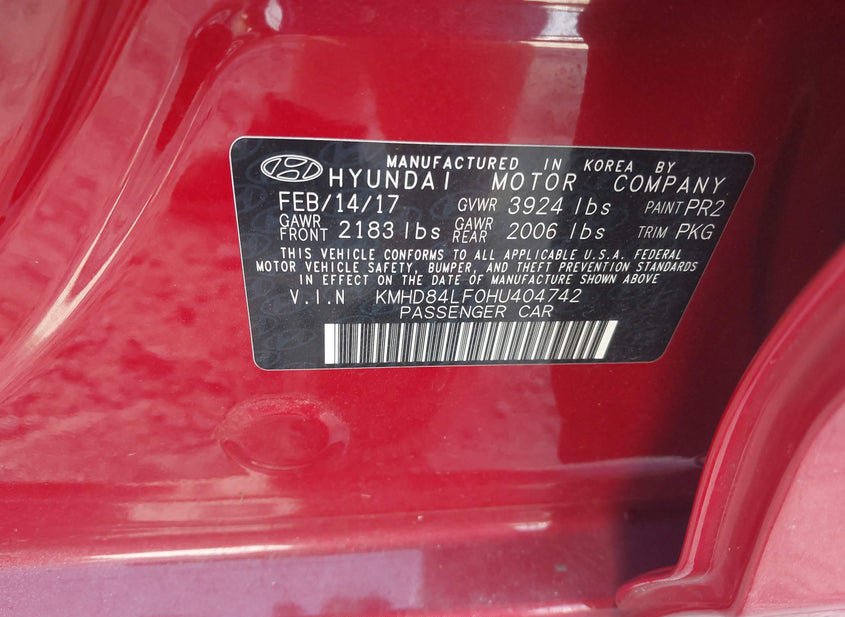 MANUFACTURED IN KOREA BY
HYUNDAI MOTOR COMPANY
FEB/14/17 GVWR 3924 lbs PAINT PR2
GAWR FRONT 2183 lbs GAWR REAR 2006 lbs TRIM PKG
THIS VEHICLE CONFORMS TO ALL APPLICABLE U.S.A. FEDERAL
MOTOR VEHICLE SAFETY, BUMPER, AND THEFT PREVENTION STANDARDS
IN EFFECT ON THE DATE OF MANUFACTURE SHOWN ABOVE
V.I.N KMHD84LF0HU404742
PASSENGER CAR